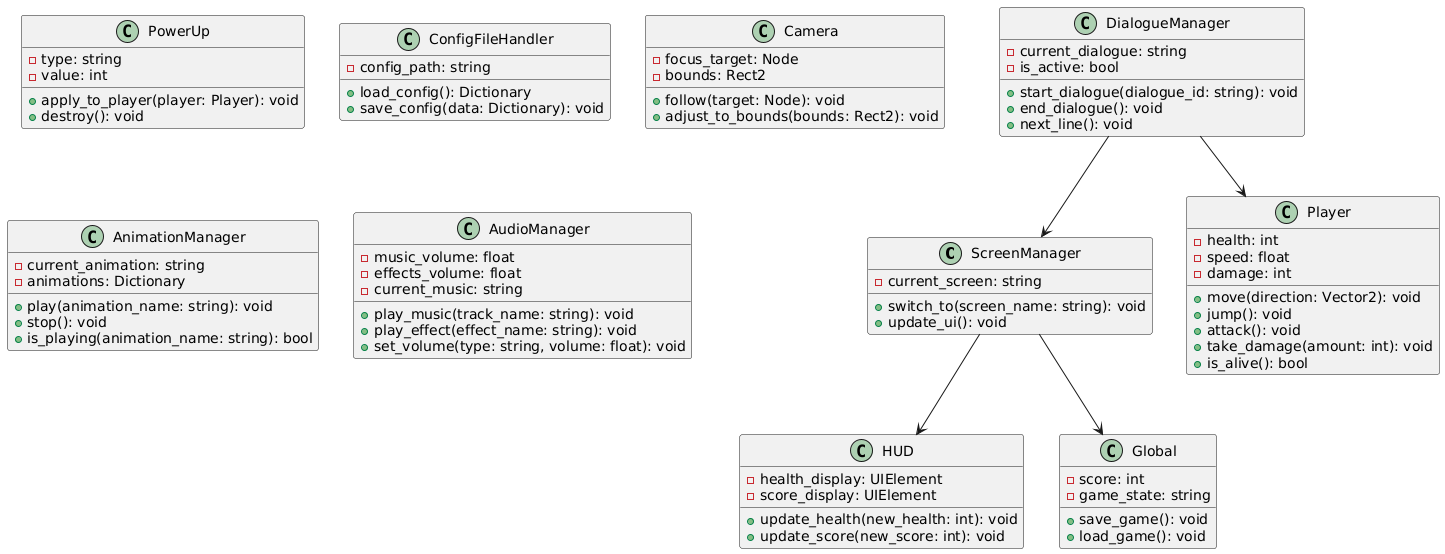 C PowerUp
type: string
value: int
apply_to_player(player: Player): void
destroy(): void
C ConfigFileHandler
config_path: string
load_config(): Dictionary
save_config(data: Dictionary): void
C Camera
focus_target: Node
bounds: Rect2
follow(target: Node): void
adjust_to_bounds(bounds: Rect2): void
C DialogueManager
current_dialogue: string
is_active: bool
start_dialogue(dialogue_id: string): void
end_dialogue(): void
next_line(): void
C AnimationManager
current_animation: string
animations: Dictionary
play(animation_name: string): void
stop(): void
is_playing(animation_name: string): bool
C AudioManager
music_volume: float
effects_volume: float
current_music: string
play_music(track_name: string): void
play_effect(effect_name: string): void
set_volume(type: string, volume: float): void
C ScreenManager
current_screen: string
switch_to(screen_name: string): void
update_ui(): void
C Player
health: int
speed: float
damage: int
move(direction: Vector2): void
jump(): void
attack(): void
take_damage(amount: int): void
is_alive(): bool
C HUD
health_display: UIElement
score_display: UIElement
update_health(new_health: int): void
update_score(new_score: int): void
C Global
score: int
game_state: string
save_game(): void
load_game(): void